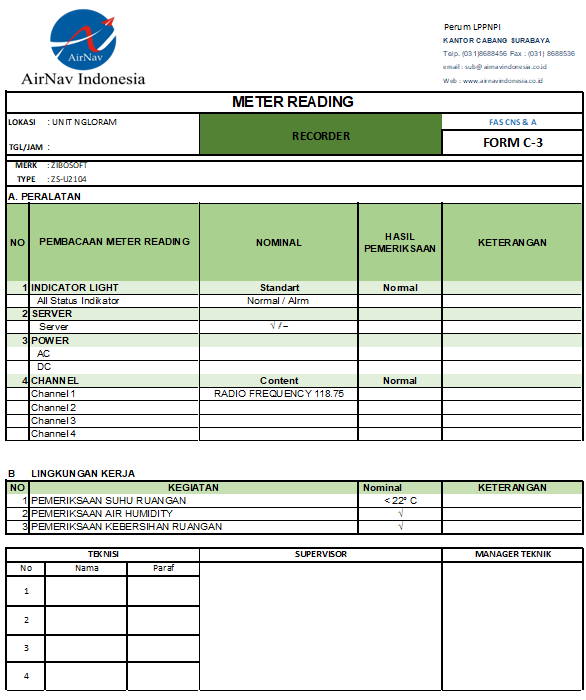 AirNav
AirNav Indonesia
Perum LPPNPI
KANTOR CABANG SURABAYA
Telp. (031)8688456 Fax : (031) 8688536
email : sub@airnavindonesia.co.id
Web : www.airnavindonesia.co.id
METER READING
LOKASI : UNIT NGLORAM
RECORDER
FAS CNS & A
TGL/JAM :
FORM C-3
MERK : ZIBOSOFT
TYPE : ZS-U2104
A. PERALATAN
NO PEMBACAAN METER READING NOMINAL HASIL PEMERIKSAAN KETERANGAN
1 INDICATOR LIGHT Standart Normal
All Status Indikator Normal / Alrm
2 SERVER
Server √ / –
3 POWER
AC
DC
4 CHANNEL Content Normal
Channel 1 RADIO FREQUENCY 118.75
Channel 2
Channel 3
Channel 4
B LINGKUNGAN KERJA
NO KEGIATAN Nominal KETERANGAN
1 PEMERIKSAAN SUHU RUANGAN < 22° C
2 PEMERIKSAAN AIR HUMIDITY √
3 PEMERIKSAAN KEBERSIHAN RUANGAN √
TEKNISI SUPERVISOR MANAGER TEKNIK
No Nama Paraf
1
2
3
4